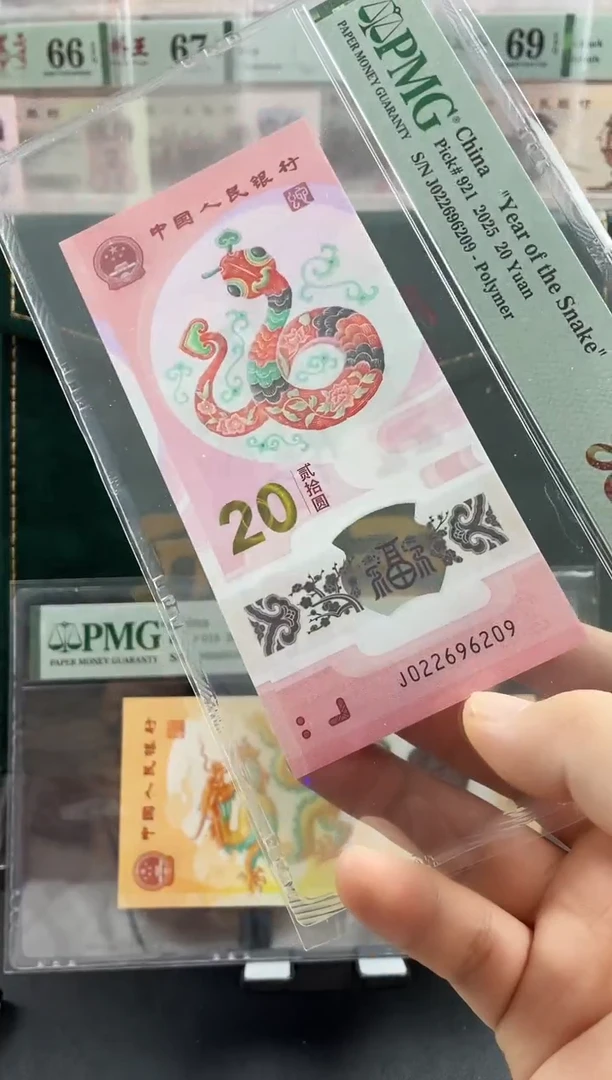 66
67
69
PMG®
PAPER MONEY GUARANTY
China "Year of the Snake"
Pick# 921 2025 20 Yuan
S/N J022696209 - Polymer
中国人民银行
20
贰拾圆
福
J022696209
PMG
PAPER MONEY GUARANTY
中国人民银行